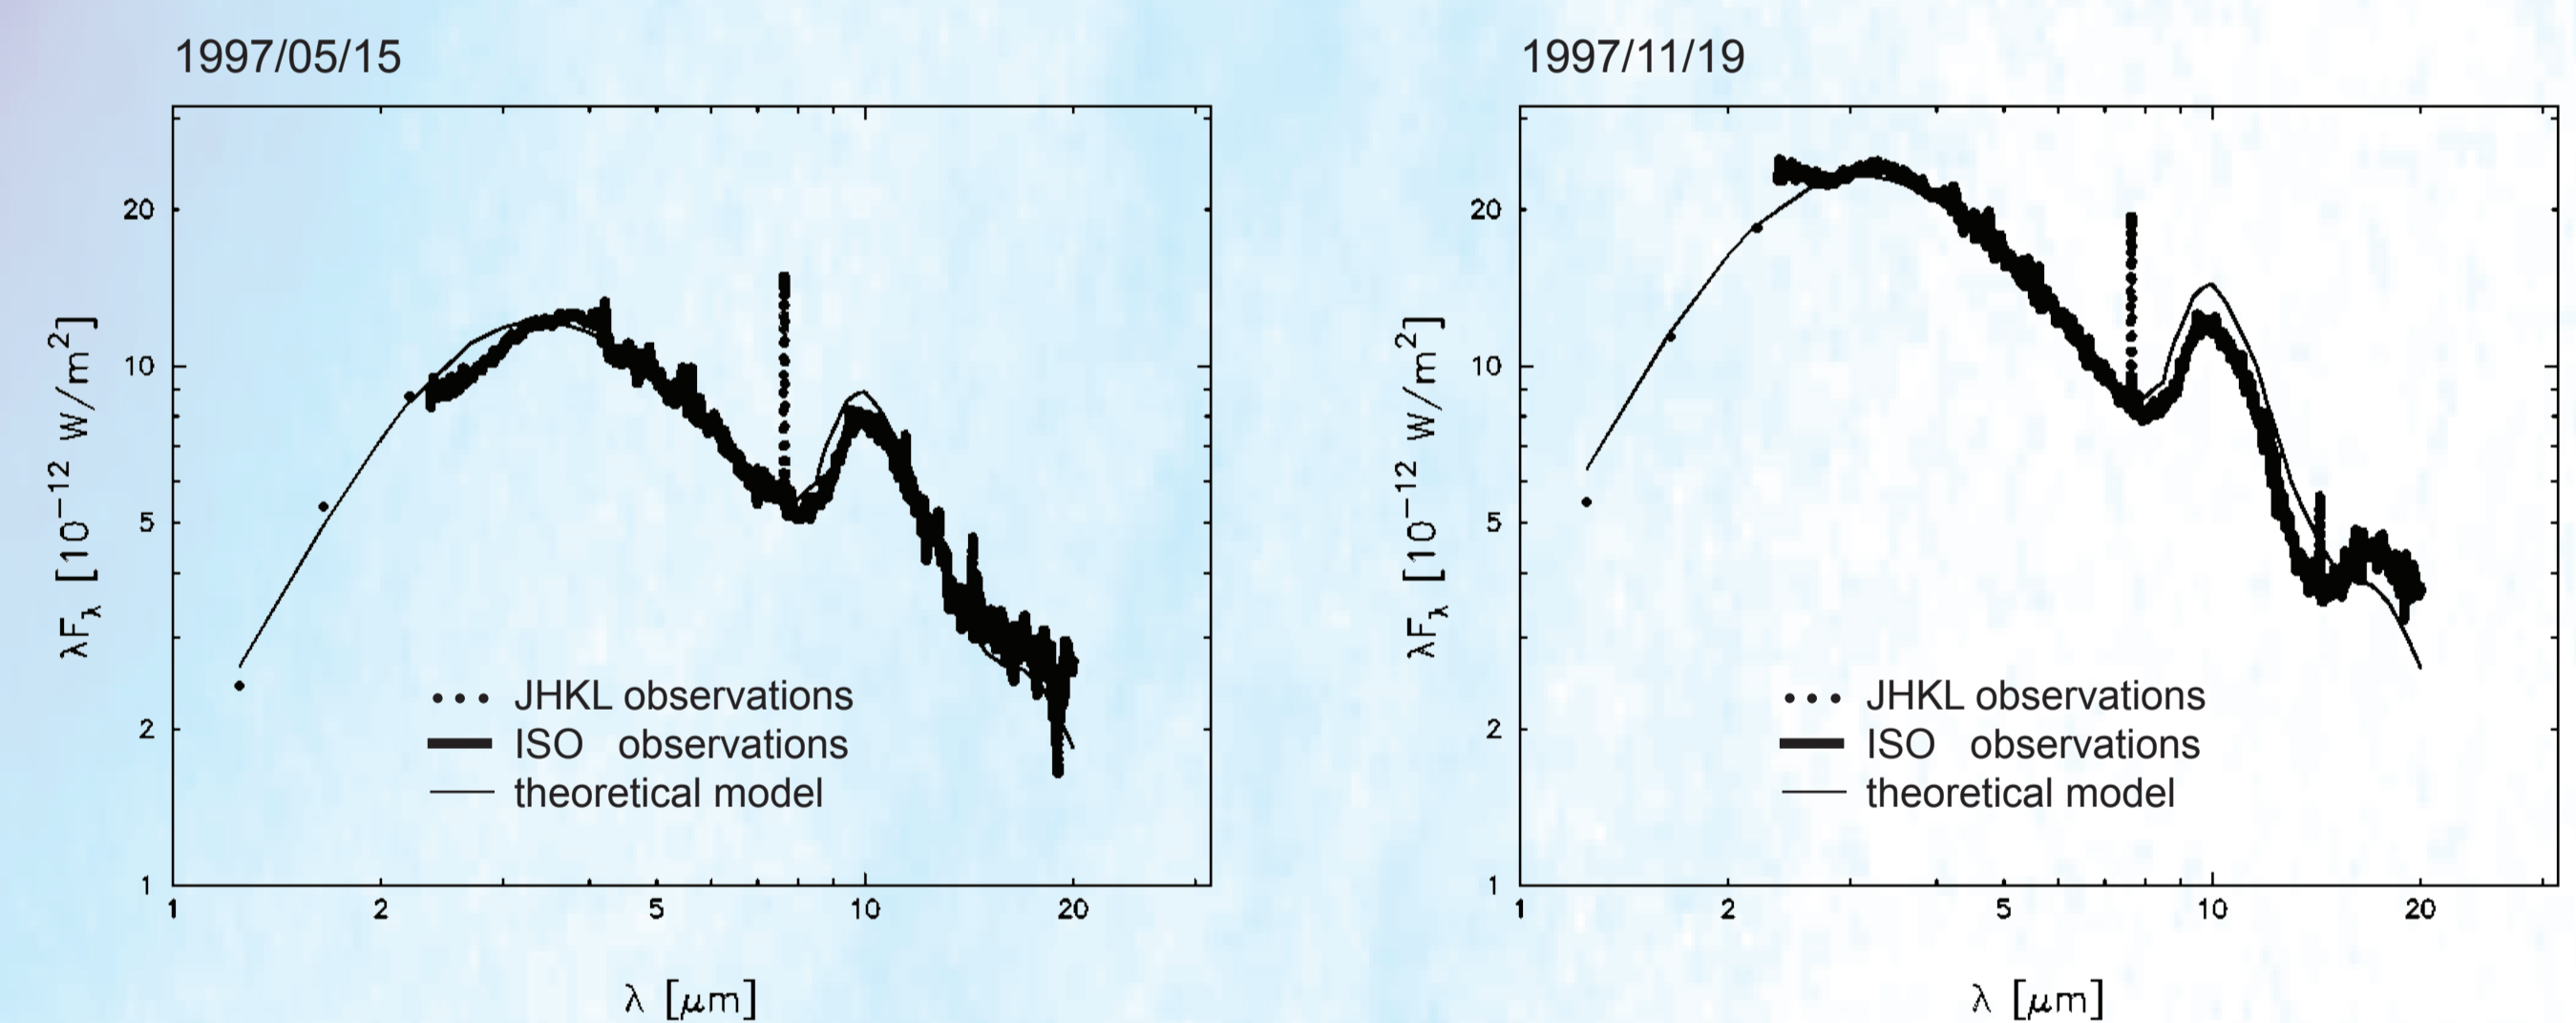 1997/05/15
λF_λ [10⁻¹² W/m²]
20
10
5
2
1
1 2 5 10 20
λ [μm]
JHKL observations
ISO observations
theoretical model
1997/11/19
λF_λ [10⁻¹² W/m²]
20
10
5
2
1
1 2 5 10 20
λ [μm]
JHKL observations
ISO observations
theoretical model